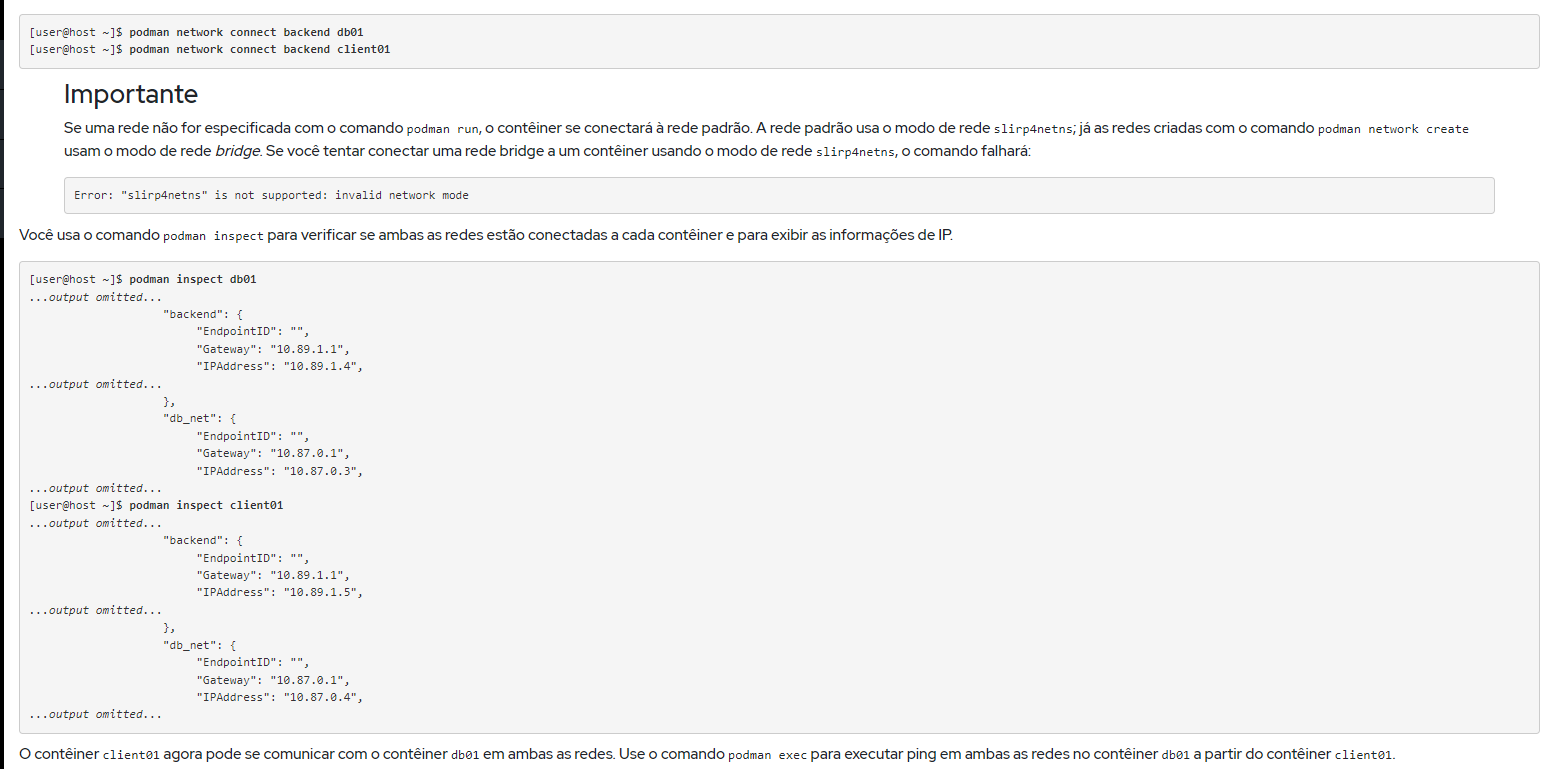 [user@host ~]$ podman network connect backend db01
[user@host ~]$ podman network connect backend client01
Importante
Se uma rede não for especificada com o comando podman run, o contêiner se conectará à rede padrão. A rede padrão usa o modo de rede slirp4netns; já as redes criadas com o comando podman network create
usam o modo de rede bridge. Se você tentar conectar uma rede bridge a um contêiner usando o modo de rede slirp4netns, o comando falhará:
Error: "slirp4netns" is not supported: invalid network mode
Você usa o comando podman inspect para verificar se ambas as redes estão conectadas a cada contêiner e para exibir as informações de IP.
[user@host ~]$ podman inspect db01
...output omitted...
"backend": {
"EndpointID": "",
"Gateway": "10.89.1.1",
"IPAddress": "10.89.1.4",
...output omitted...
},
"db_net": {
"EndpointID": "",
"Gateway": "10.87.0.1",
"IPAddress": "10.87.0.3",
...output omitted...
[user@host ~]$ podman inspect client01
...output omitted...
"backend": {
"EndpointID": "",
"Gateway": "10.89.1.1",
"IPAddress": "10.89.1.5",
...output omitted...
},
"db_net": {
"EndpointID": "",
"Gateway": "10.87.0.1",
"IPAddress": "10.87.0.4",
...output omitted...
O contêiner client01 agora pode se comunicar com o contêiner db01 em ambas as redes. Use o comando podman exec para executar ping em ambas as redes no contêiner db01 a partir do contêiner client01.